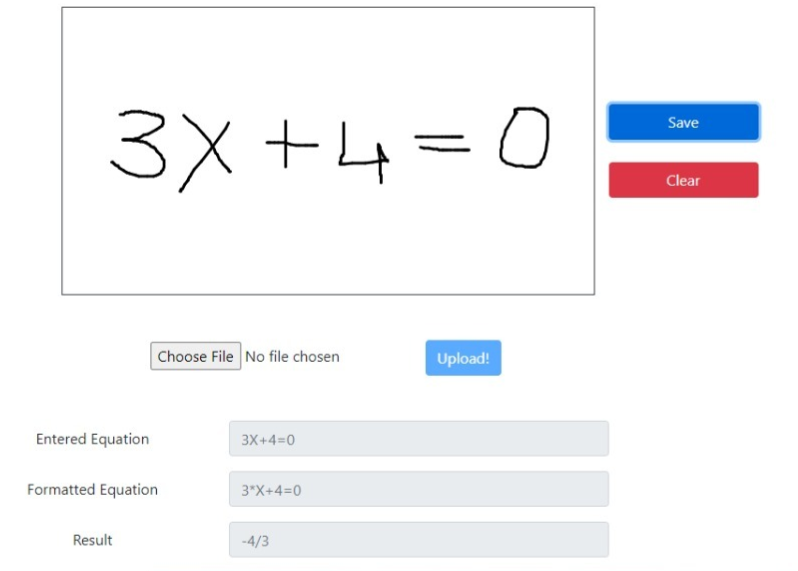 3X+4=0
Save
Clear
Choose File No file chosen
Upload!
Entered Equation 3X+4=0
Formatted Equation 3*X+4=0
Result -4/3